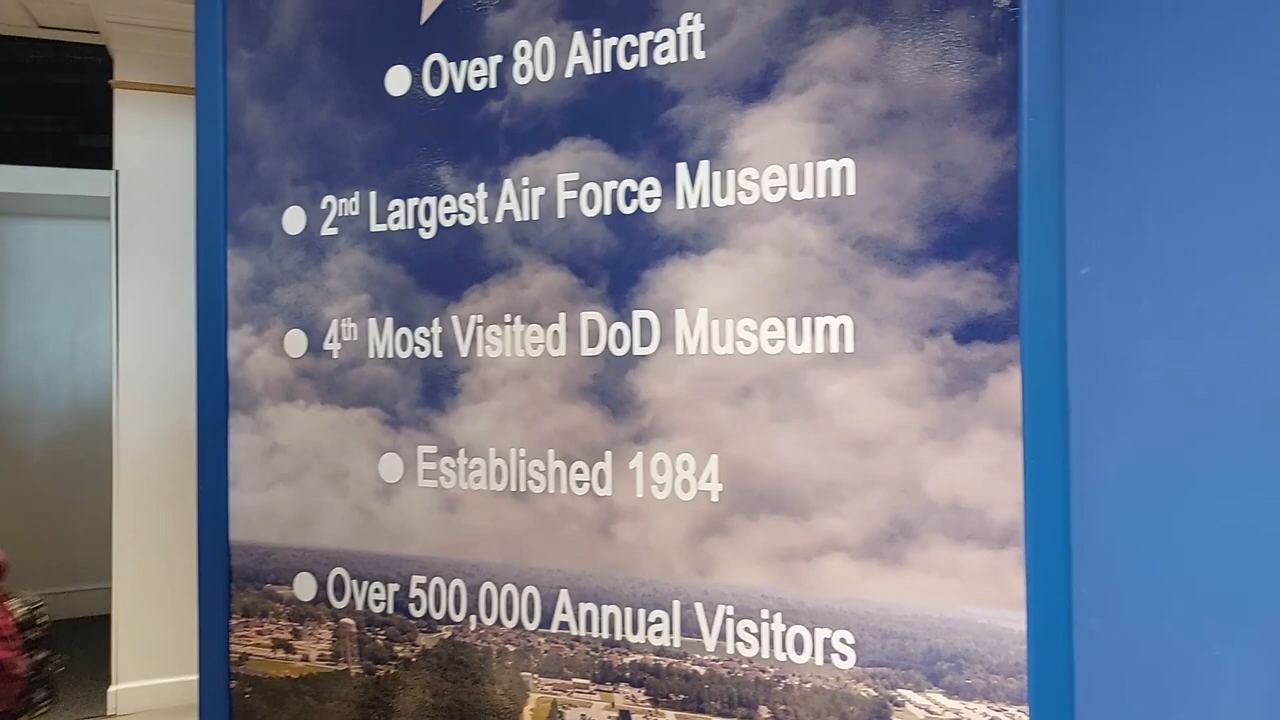 ● Over 80 Aircraft
● 2nd Largest Air Force Museum
● 4th Most Visited DoD Museum
● Established 1984
● Over 500,000 Annual Visitors